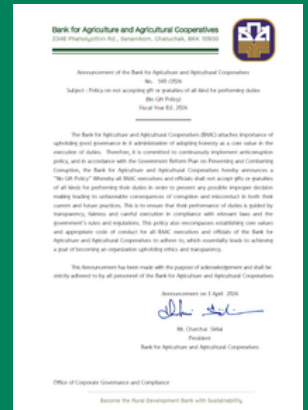 Bank for Agriculture and Agricultural Cooperatives
2346 Phaholyothin Rd., Senanikom, Chatuchak, BKK 10900
Announcement of the Bank for Agriculture and Agricultural Cooperatives
No. /2026
Subject : Policy on not accepting gift or gratuities of all kind for performing duties
(No Gift Policy)
Fiscal Year B.E. 2026
The Bank for Agriculture and Agricultural Cooperatives (BAAC) attaches importance of
upholding good governance in it administration of adopting honesty as a core value in the
execution of duties. Therefore, it is committed to continuously implement anticorruption
policy, and in accordance with the Government Reform Plan on Preventing and Combating
Corruption, the Bank for Agriculture and Agricultural Cooperatives hereby announces a
"No Gift Policy" Whereby all BAAC executives and officials shall not accept gifts or gratuities
of all kinds for performing their duties in order to prevent any possible improper decision
making leading to unfavorable consequences of corruption and misconduct in both their
current and future practices. This is to ensure that their performance of duties is guided by
transparency, fairness and careful execution in compliance with relevant laws and the
government's rules and regulations. This policy also encompasses establishing core values
and appropriate code of conduct for all BAAC executives and officials of the Bank for
Agriculture and Agricultural Cooperatives to adhere to, which essentially leads to achieving
a goal of becoming an organization upholding ethics and transparency.
This Announcement has been made with the purpose of acknowledgement and shall be
strictly adhered to by all personnel of the Bank for Agriculture and Agricultural Cooperatives
Announcement on 1 April 2026
Mr. Chatchai Sirilai
President
Bank for Agriculture and Agricultural Cooperatives
Office of Corporate Governance and Compliance
Become the Rural Development Bank with Sustainability.